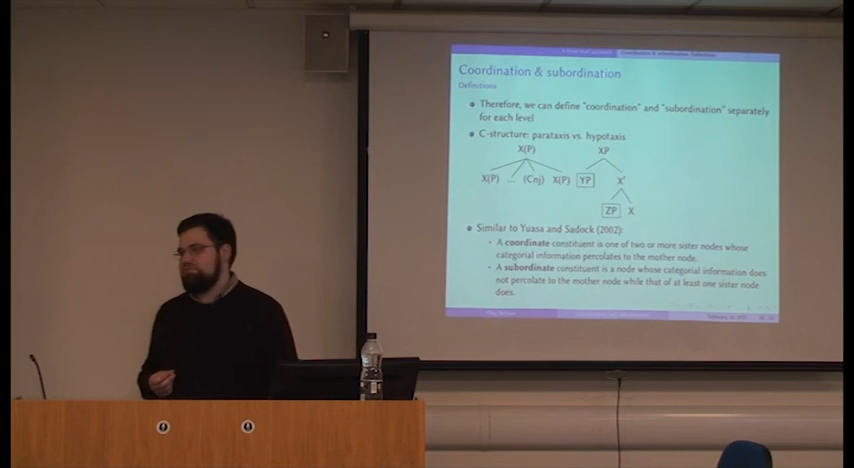 Coordination & subordination: Definitions
Coordination & subordination
Definitions
Therefore, we can define "coordination" and "subordination" separately
for each level
C-structure: parataxis vs. hypotaxis
X(P) XP
X(P) ... (Cnj) X(P) YP X'
ZP X
Similar to Yuasa and Sadock (2002):
A coordinate constituent is one of two or more sister nodes whose
categorial information percolates to the mother node.
A subordinate constituent is a node whose categorial information does
not percolate to the mother node while that of at least one sister node
does.